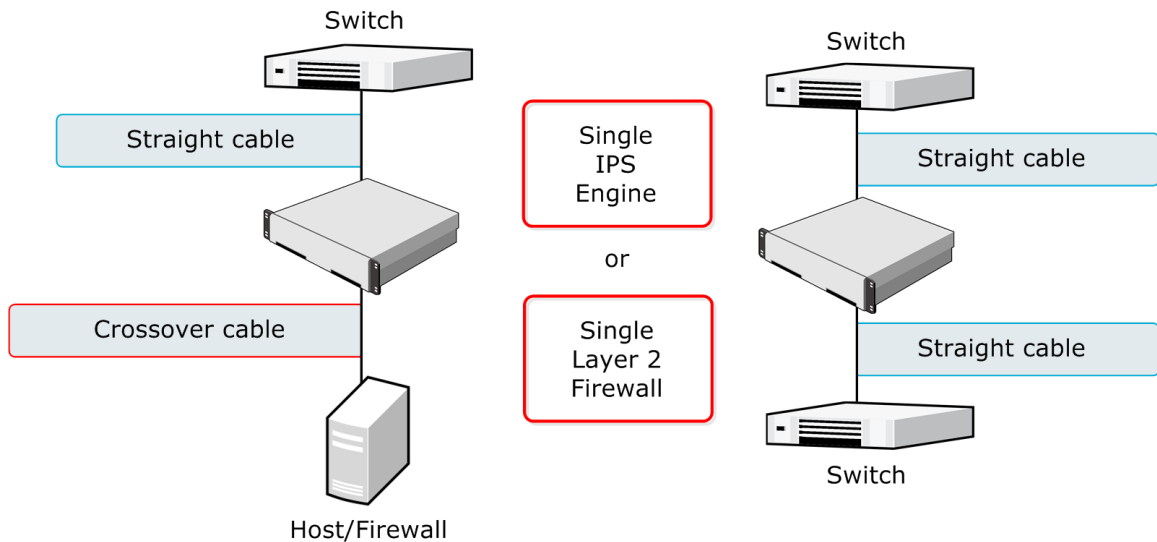 Switch
Straight cable
Crossover cable
Host/Firewall
Single
IPS
Engine
or
Single
Layer 2
Firewall
Switch
Straight cable
Straight cable
Switch